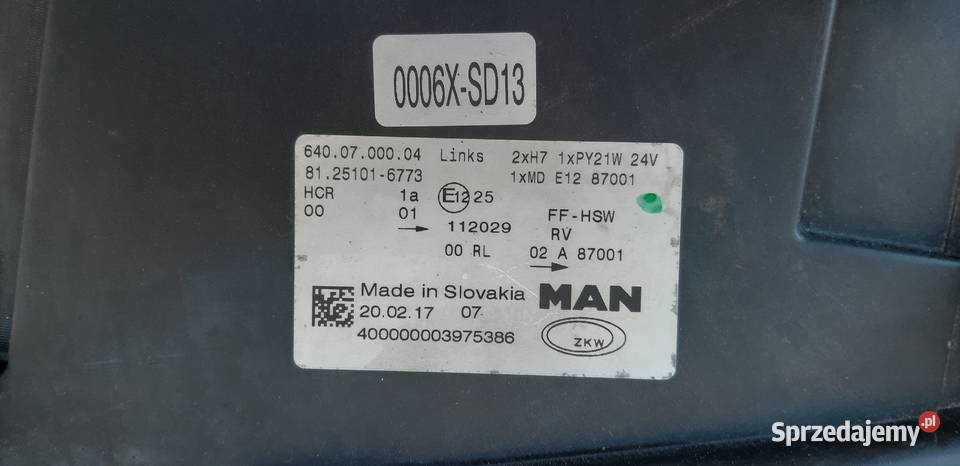 0006X-SD13
640.07.000.04 Links 2xH7 1xPY21W 24V
81.25101-6773 1xMD E12 87001
HCR 1a E12 25
00 01 FF-HSW
112029 RV
00 RL 02 A 87001
Made in Slovakia MAN
20.02.17 07
400000003975386 ZKW
Sprzedajemy.pl